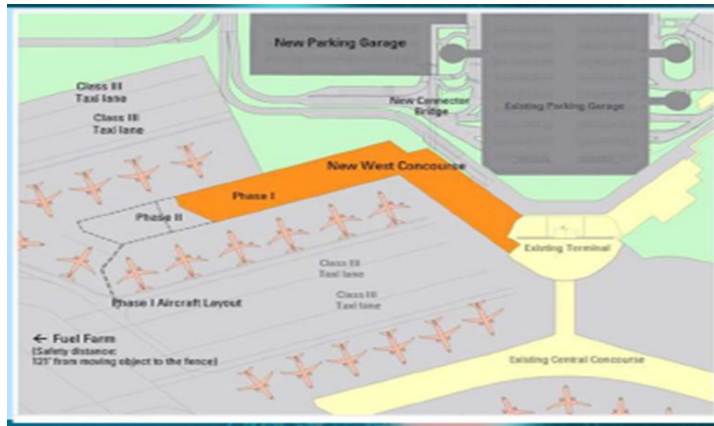 New Parking Garage
Class III
Taxi lane
Class III
Taxi lane
New Connector
Bridge
Existing Parking Garage
New West Concourse
Phase I
Phase II
Existing Terminal
Class III
Taxi lane
Phase I Aircraft Layout
Class III
Taxi lane
← Fuel Farm
(Safety distance:
121' from moving object to the fence)
Existing Central Concourse